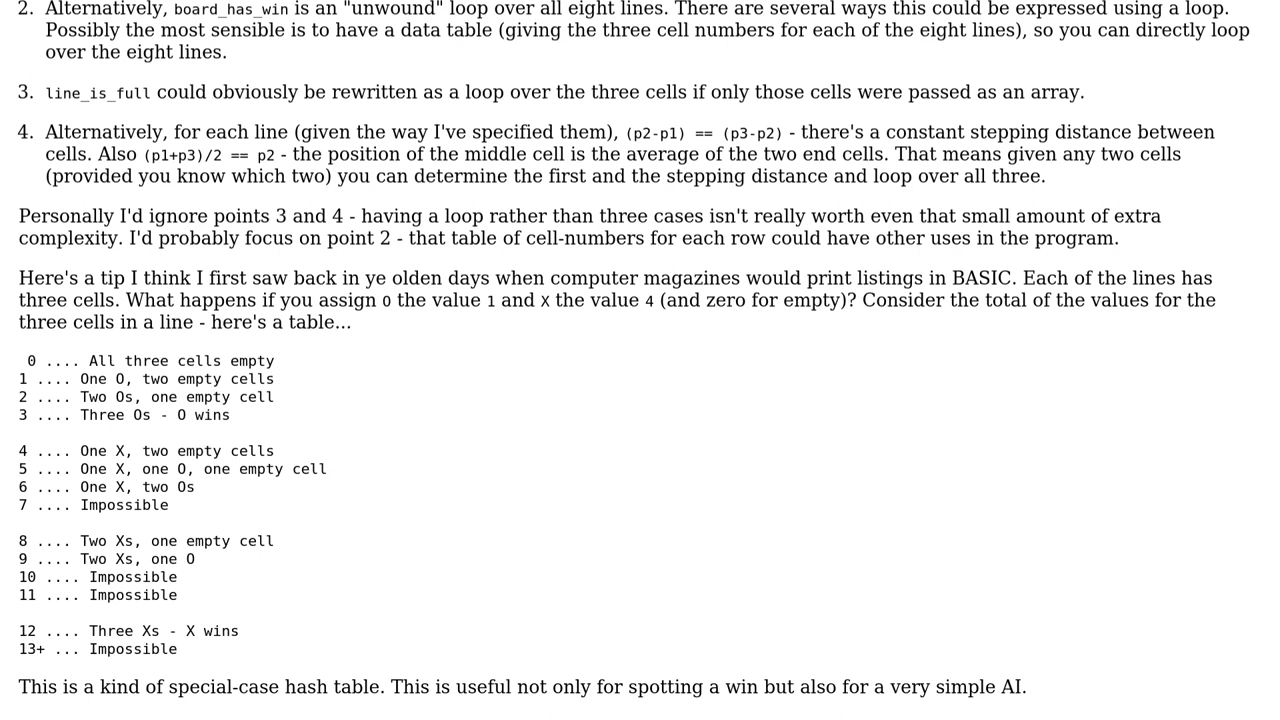 2. Alternatively, board_has_win is an "unwound" loop over all eight lines. There are several ways this could be expressed using a loop.
Possibly the most sensible is to have a data table (giving the three cell numbers for each of the eight lines), so you can directly loop
over the eight lines.
3. line_is_full could obviously be rewritten as a loop over the three cells if only those cells were passed as an array.
4. Alternatively, for each line (given the way I've specified them), (p2-p1) == (p3-p2) - there's a constant stepping distance between
cells. Also (p1+p3)/2 == p2 - the position of the middle cell is the average of the two end cells. That means given any two cells
(provided you know which two) you can determine the first and the stepping distance and loop over all three.
Personally I'd ignore points 3 and 4 - having a loop rather than three cases isn't really worth even that small amount of extra
complexity. I'd probably focus on point 2 - that table of cell-numbers for each row could have other uses in the program.
Here's a tip I think I first saw back in ye olden days when computer magazines would print listings in BASIC. Each of the lines has
three cells. What happens if you assign O the value 1 and X the value 4 (and zero for empty)? Consider the total of the values for the
three cells in a line - here's a table...
0 .... All three cells empty
1 .... One O, two empty cells
2 .... Two Os, one empty cell
3 .... Three Os - O wins
4 .... One X, two empty cells
5 .... One X, one O, one empty cell
6 .... One X, two Os
7 .... Impossible
8 .... Two Xs, one empty cell
9 .... Two Xs, one O
10 .... Impossible
11 .... Impossible
12 .... Three Xs - X wins
13+ ... Impossible
This is a kind of special-case hash table. This is useful not only for spotting a win but also for a very simple AI.